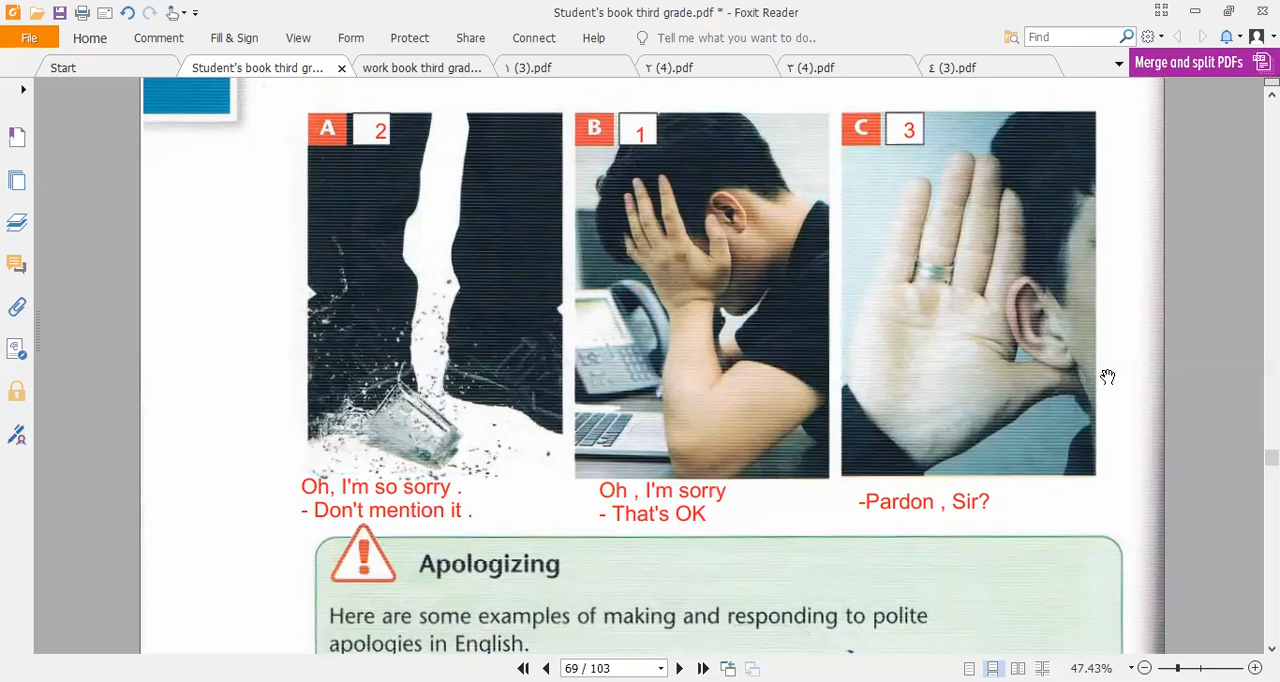 Student's book third grade.pdf * - Foxit Reader
File Home Comment Fill & Sign View Form Protect Share Connect Help Tell me what you want to do.. Find
Start Student's book third gr... × work book third grad... ١ (3).pdf ٢ (4).pdf ٣ (4).pdf ٤ (3).pdf Merge and split PDFs
A 2 B 1 C 3
Oh, I'm so sorry .
- Don't mention it .
Oh , I'm sorry
- That's OK
-Pardon , Sir?
Apologizing
Here are some examples of making and responding to polite
apologies in English.
69 / 103 47.43%